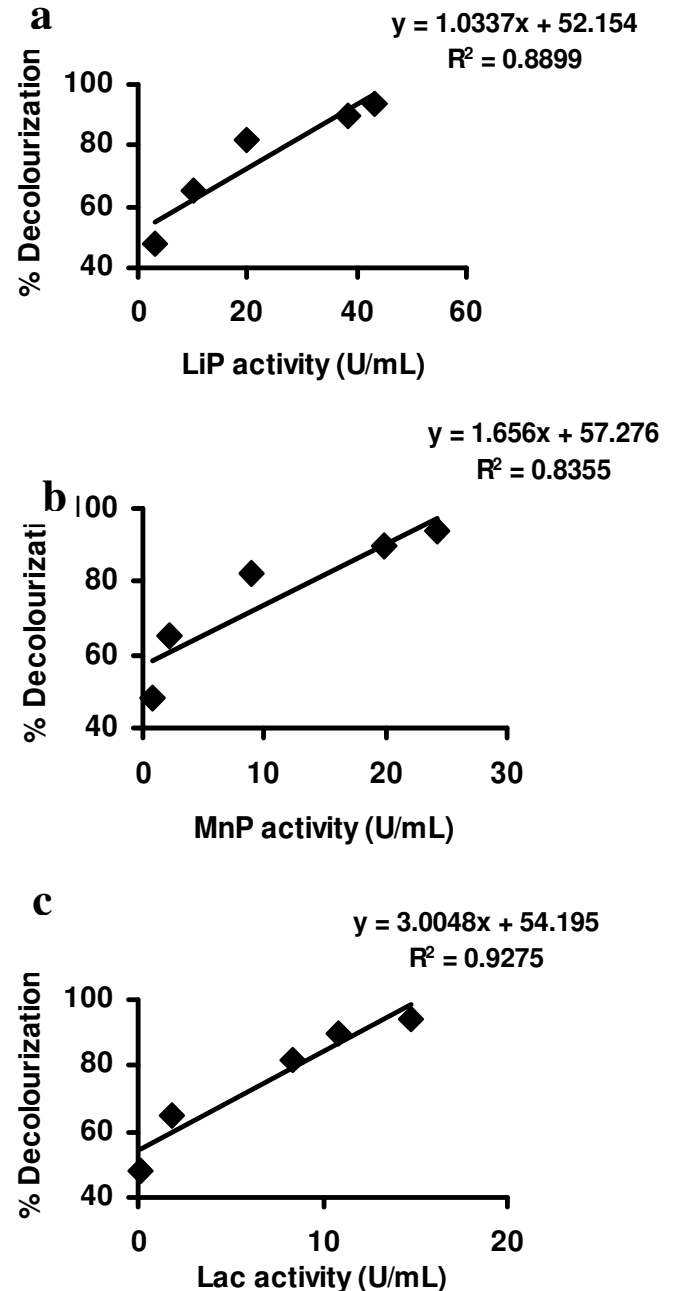 a
y = 1.0337x + 52.154
R² = 0.8899
% Decolourization
100
80
60
40
0 20 40 60
LiP activity (U/mL)
y = 1.656x + 57.276
R² = 0.8355
b
% Decolourizati
100
80
60
40
0 10 20 30
MnP activity (U/mL)
c
y = 3.0048x + 54.195
R² = 0.9275
% Decolourization
100
80
60
40
0 10 20
Lac activity (U/mL)